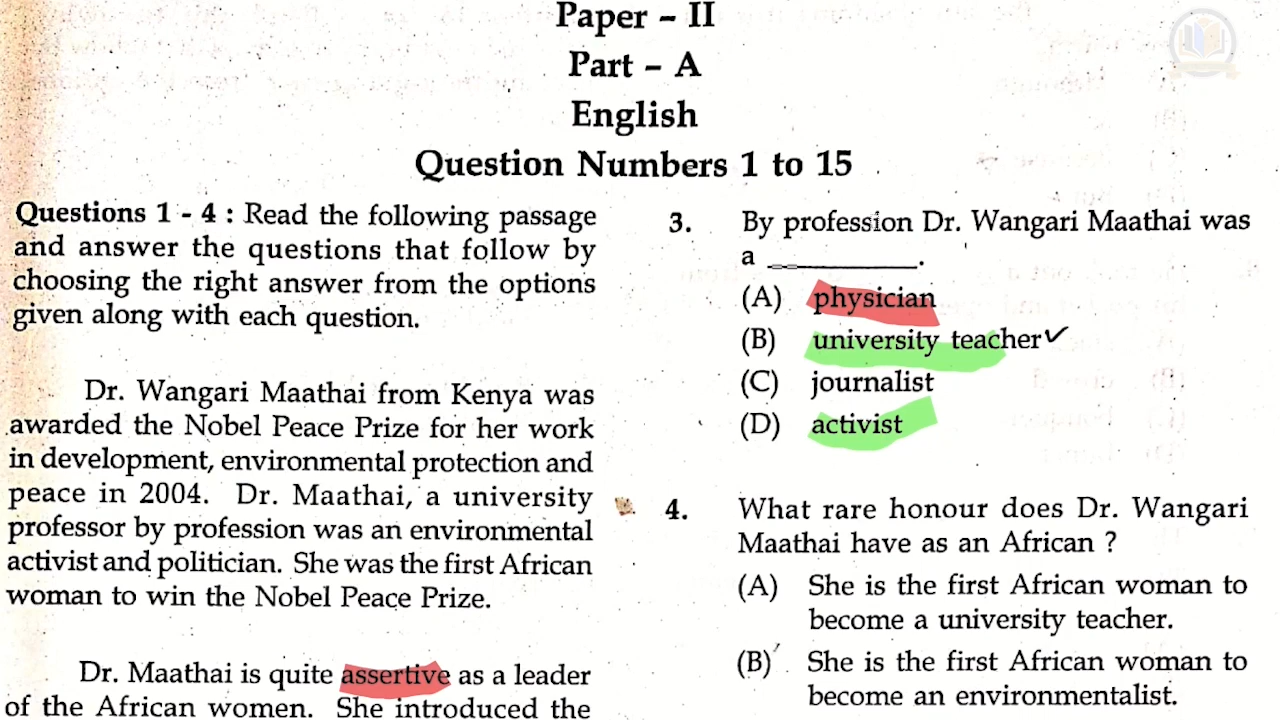 Paper – II
Part – A
English
Question Numbers 1 to 15
Questions 1 - 4 : Read the following passage
and answer the questions that follow by
choosing the right answer from the options
given along with each question.
Dr. Wangari Maathai from Kenya was
awarded the Nobel Peace Prize for her work
in development, environmental protection and
peace in 2004. Dr. Maathai, a university
professor by profession was an environmental
activist and politician. She was the first African
woman to win the Nobel Peace Prize.
Dr. Maathai is quite assertive as a leader
of the African women. She introduced the
3. By profession Dr. Wangari Maathai was
a __________.
(A) physician
(B) university teacher✓
(C) journalist
(D) activist
4. What rare honour does Dr. Wangari
Maathai have as an African ?
(A) She is the first African woman to
become a university teacher.
(B) She is the first African woman to
become an environmentalist.